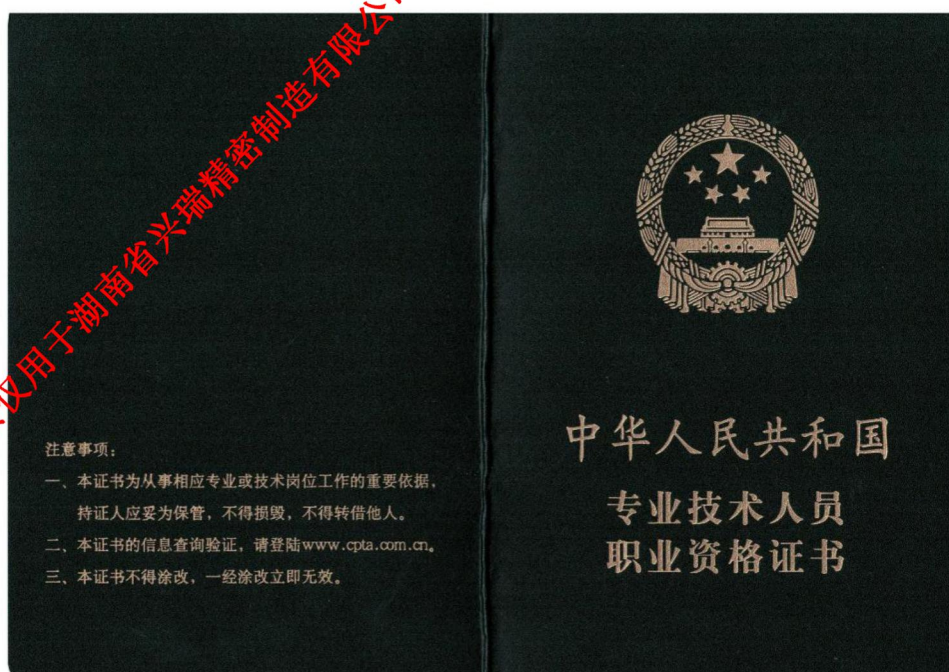 仅用于湖南省兴瑞精密制造有限公
注意事项：
一、本证书为从事相应专业或技术岗位工作的重要依据，
持证人应妥为保管，不得损毁，不得转借他人。
二、本证书的信息查询验证，请登陆www.cpta.com.cn。
三、本证书不得涂改，一经涂改立即无效。
中华人民共和国
专业技术人员
职业资格证书